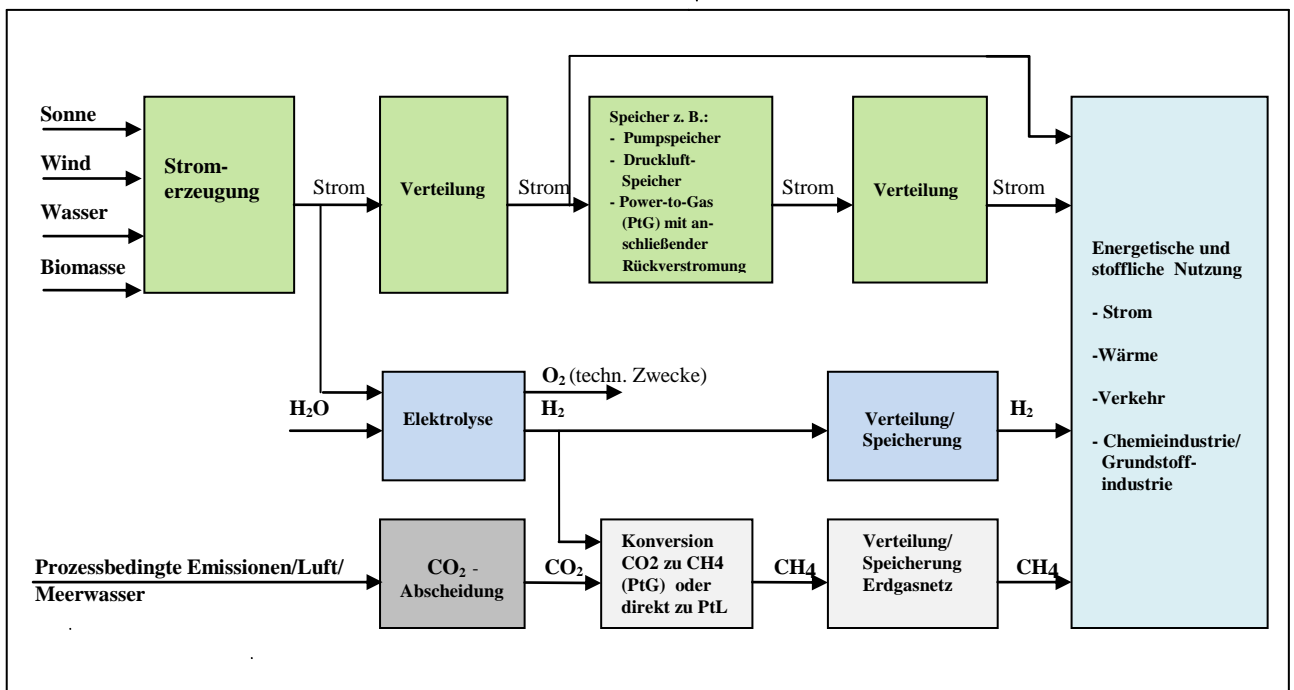 Sonne
Wind
Wasser
Biomasse
Strom-
erzeugung
Strom
Verteilung
Strom
Speicher z. B.:
- Pumpspeicher
- Druckluft-
Speicher
- Power-to-Gas
(PtG) mit an-
schließender
Rückverstromung
Strom
Verteilung
Strom
Energetische und
stoffliche Nutzung
- Strom
-Wärme
-Verkehr
- Chemieindustrie/
Grundstoff-
industrie
H₂O
Elektrolyse
O₂ (techn. Zwecke)
H₂
Verteilung/
Speicherung
H₂
Prozessbedingte Emissionen/Luft/
Meerwasser
CO₂ -
Abscheidung
CO₂
Konversion
CO2 zu CH4
(PtG) oder
direkt zu PtL
CH4
Verteilung/
Speicherung
Erdgasnetz
CH4